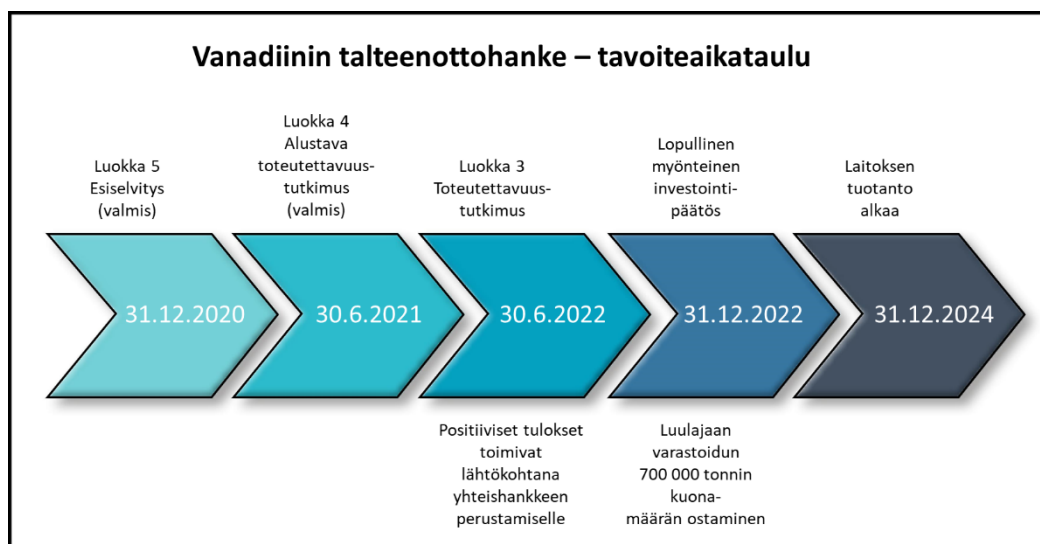 Vanadiinin talteenottohanke – tavoiteaikataulu
Luokka 5
Esiselvitys
(valmis)
Luokka 4
Alustava
toteutettavuus-
tutkimus
(valmis)
Luokka 3
Toteutettavuus-
tutkimus
Lopullinen
myönteinen
investointi-
päätös
Laitoksen
tuotanto
alkaa
31.12.2020
30.6.2021
30.6.2022
31.12.2022
31.12.2024
Positiiviset tulokset
toimivat
lähtökohtana
yhteishankkeen
perustamiselle
Luulajaan
varastoidun
700 000 tonnin
kuona-
määrän ostaminen